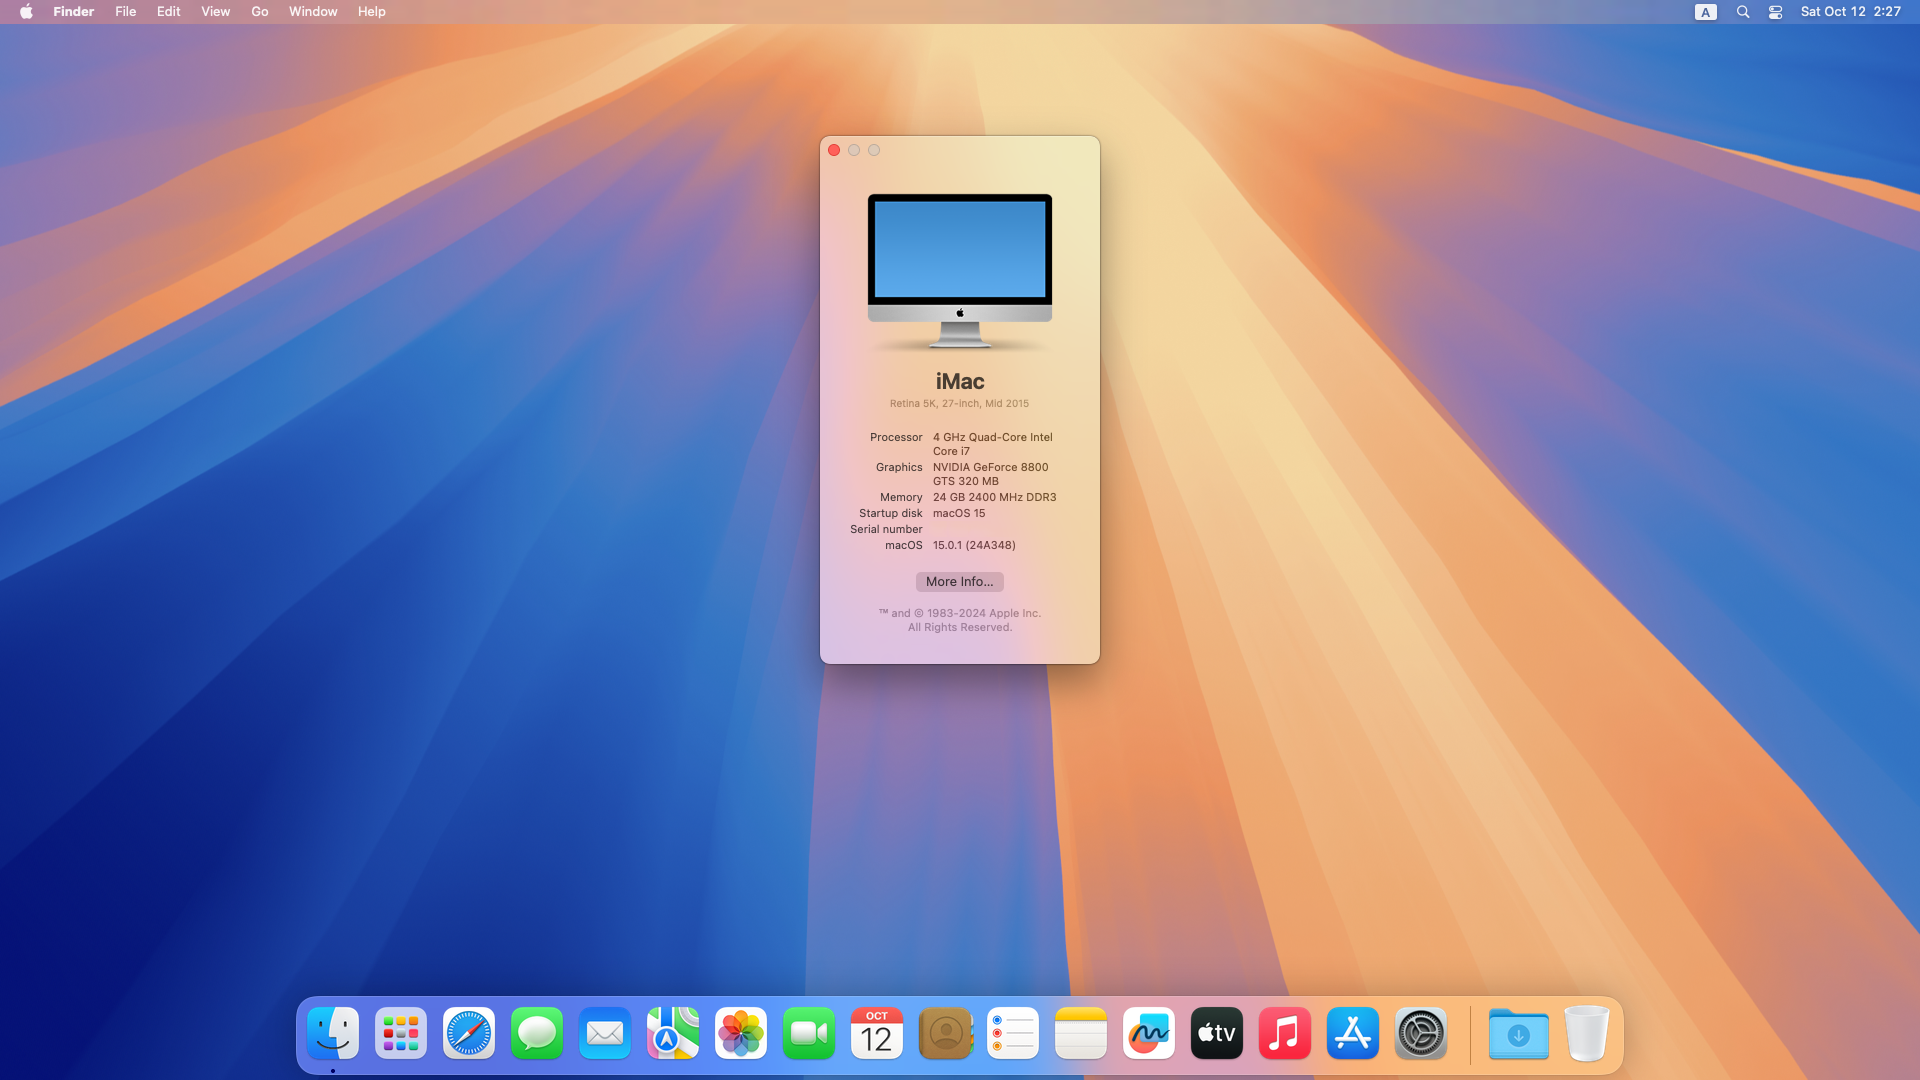 Finder File Edit View Go Window Help
A Sat Oct 12 2:27
iMac
Retina 5K, 27-inch, Mid 2015
Processor 4 GHz Quad-Core Intel
Core i7
Graphics NVIDIA GeForce 8800
GTS 320 MB
Memory 24 GB 2400 MHz DDR3
Startup disk macOS 15
Serial number
macOS 15.0.1 (24A348)
More Info...
™ and © 1983-2024 Apple Inc.
All Rights Reserved.
OCT
12
tv